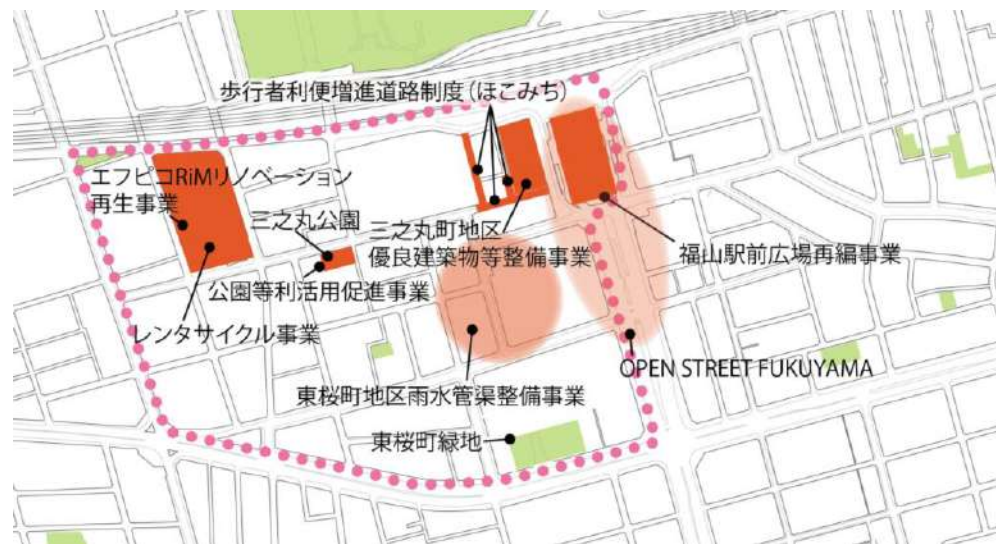 歩行者利便増進道路制度（ほこみち）
エフピコRiMリノベーション
再生事業
三之丸公園
三之丸町地区
優良建築物等整備事業
福山駅前広場再編事業
公園等利活用促進事業
レンタサイクル事業
OPEN STREET FUKUYAMA
東桜町地区雨水管渠整備事業
東桜町緑地